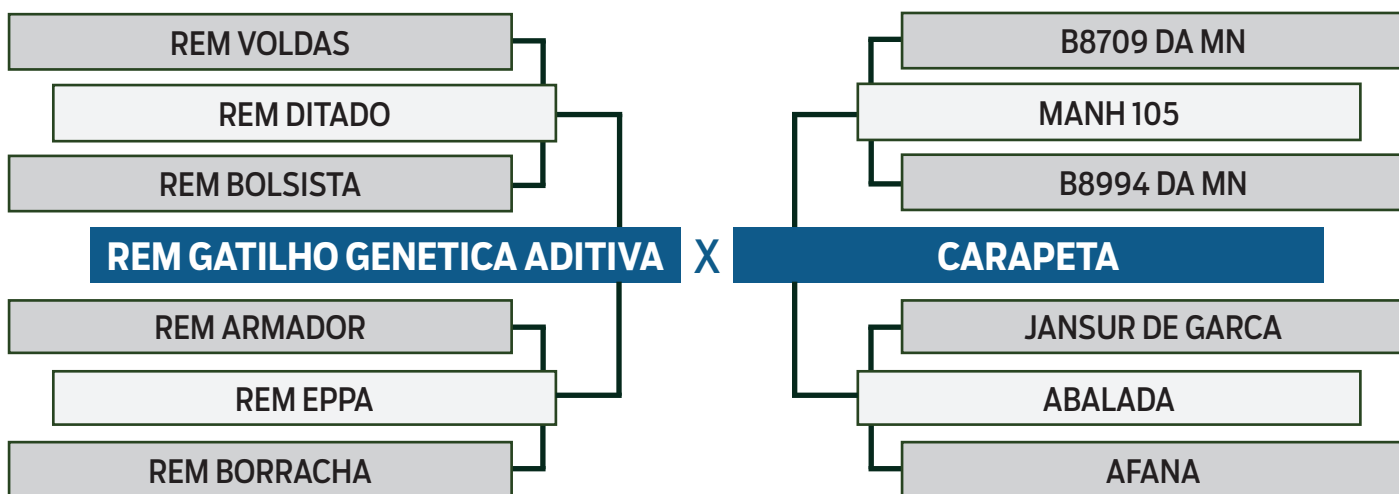 REM VOLDAS
REM DITADO
REM BOLSISTA
REM GATILHO GENETICA ADITIVA
REM ARMADOR
REM EPPA
REM BORRACHA
X
B8709 DA MN
MANH 105
B8994 DA MN
CARAPETA
JANSUR DE GARCA
ABALADA
AFANA